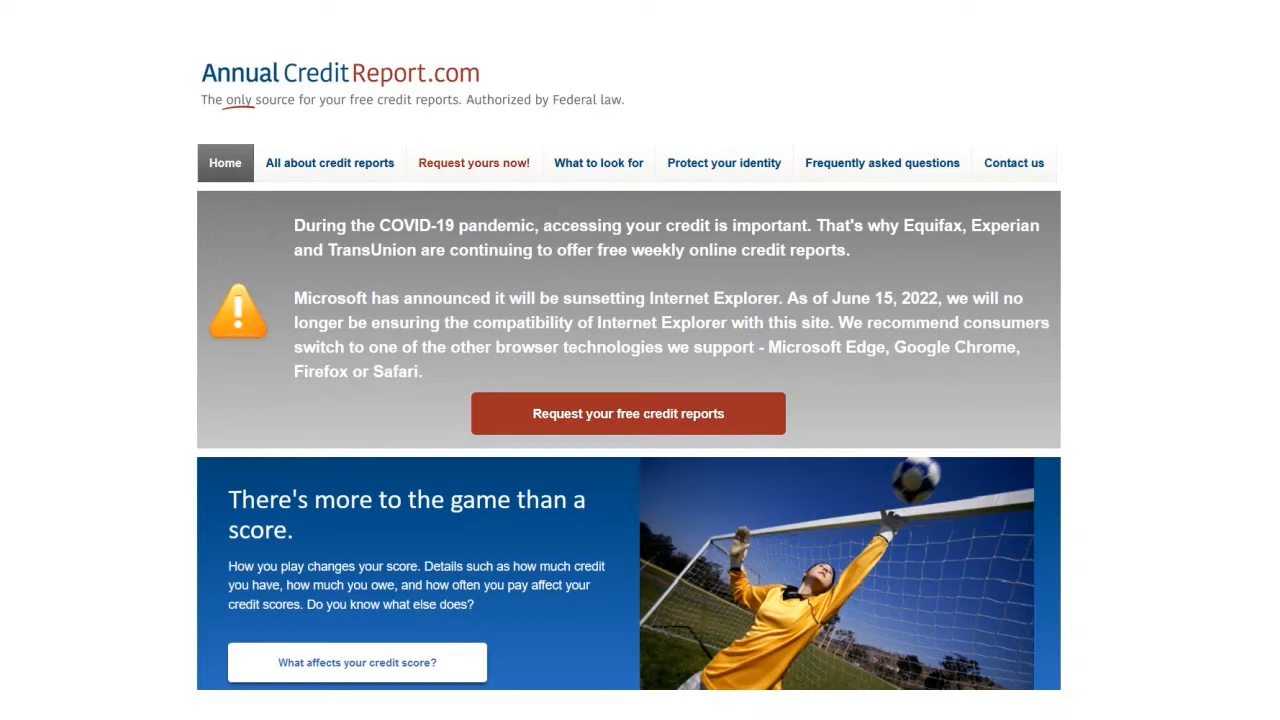 AnnualCreditReport.com
The only source for your free credit reports. Authorized by Federal law.
Home All about credit reports Request yours now! What to look for Protect your identity Frequently asked questions Contact us
During the COVID-19 pandemic, accessing your credit is important. That's why Equifax, Experian
and TransUnion are continuing to offer free weekly online credit reports.
Microsoft has announced it will be sunsetting Internet Explorer. As of June 15, 2022, we will no
longer be ensuring the compatibility of Internet Explorer with this site. We recommend consumers
switch to one of the other browser technologies we support - Microsoft Edge, Google Chrome,
Firefox or Safari.
Request your free credit reports
There's more to the game than a
score.
How you play changes your score. Details such as how much credit
you have, how much you owe, and how often you pay affect your
credit scores. Do you know what else does?
What affects your credit score?